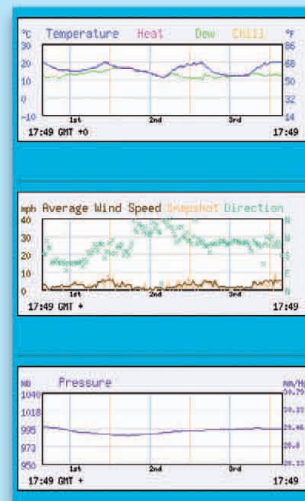 °C Temperature Heat Dew Chill °F
30 86
20 68
10 50
0 32
-10 14
1st 2nd 3rd
17:49 GMT +0 17:49
mph Average Wind Speed Snapshot Direction
40 N
30 W
20 S
10 E
0 N
1st 2nd 3rd
17:49 GMT + 17:49
MB Pressure
1040
1018
995 29.46
973
950
1st 2nd 3rd
17:49 GMT + 17:49